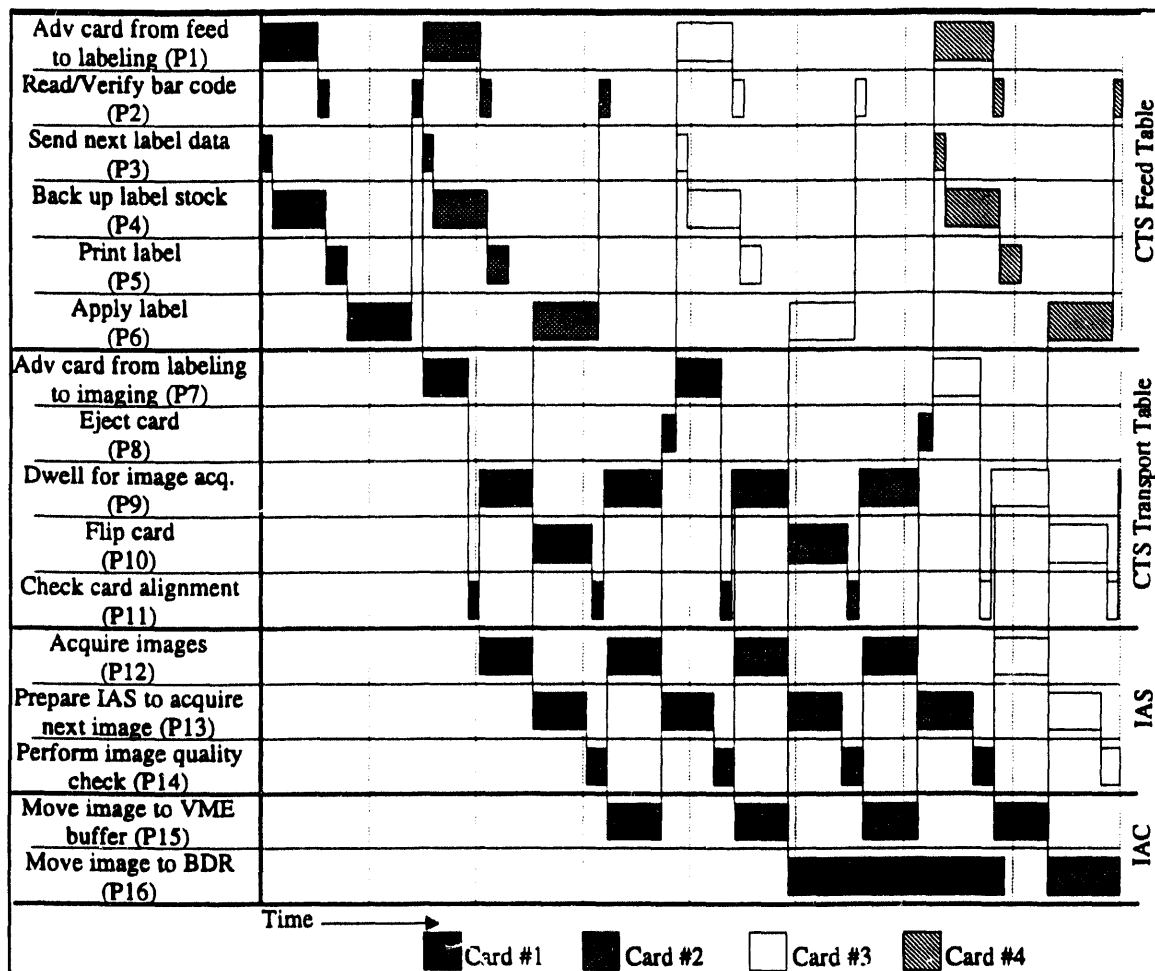 Adv card from feed
to labeling (P1)
Read/Verify bar code
(P2)
Send next label data
(P3)
Back up label stock
(P4)
Print label
(P5)
Apply label
(P6)
CTS Feed Table
Adv card from labeling
to imaging (P7)
Eject card
(P8)
Dwell for image acq.
(P9)
Flip card
(P10)
Check card alignment
(P11)
CTS Transport Table
Acquire images
(P12)
Prepare IAS to acquire
next image (P13)
Perform image quality
check (P14)
IAS
Move image to VME
buffer (P15)
Move image to BDR
(P16)
IAC
Time
Card #1 Card #2 Card #3 Card #4